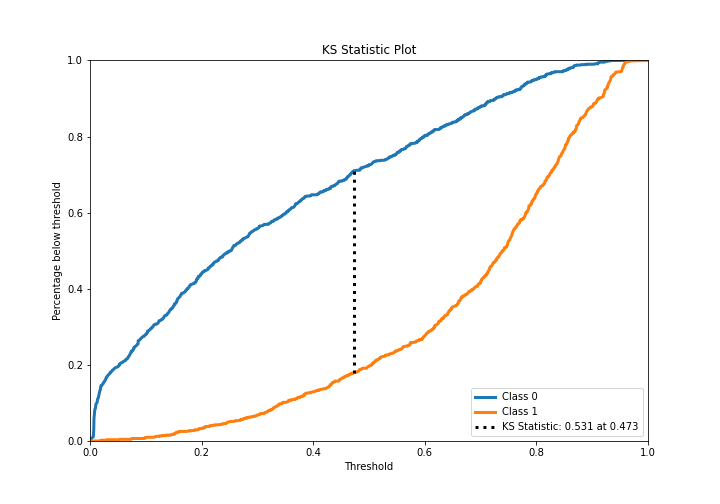 KS Statistic Plot
1.0
0.8
0.6
0.4
0.2
0.0
Percentage below threshold
0.0 0.2 0.4 0.6 0.8 1.0
Threshold
Class 0
Class 1
KS Statistic: 0.531 at 0.473